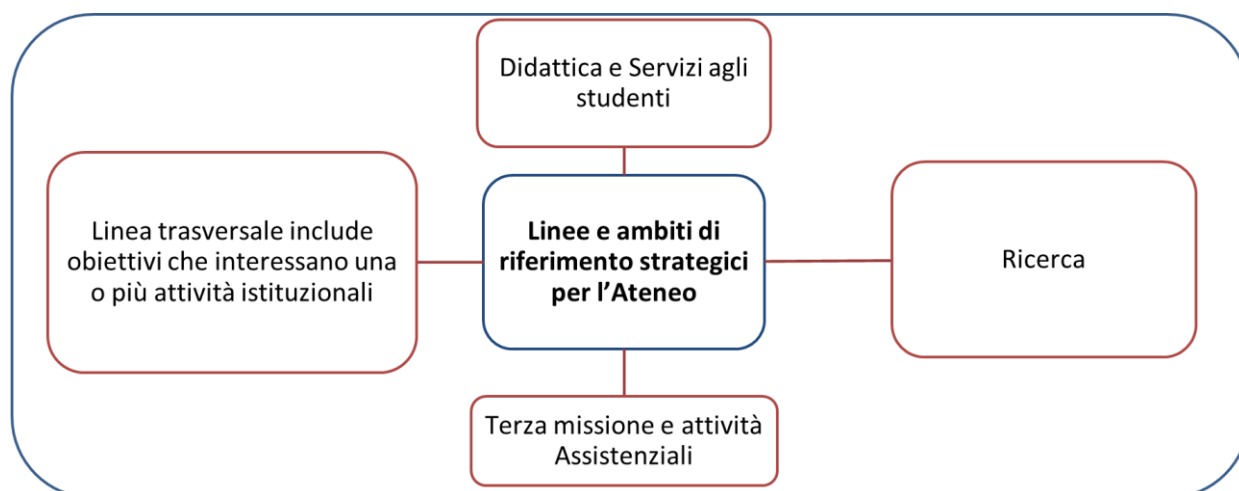 Didattica e Servizi agli
studenti
Linea trasversale include
obiettivi che interessano una
o più attività istituzionali
Linee e ambiti di
riferimento strategici
per l'Ateneo
Ricerca
Terza missione e attività
Assistenziali